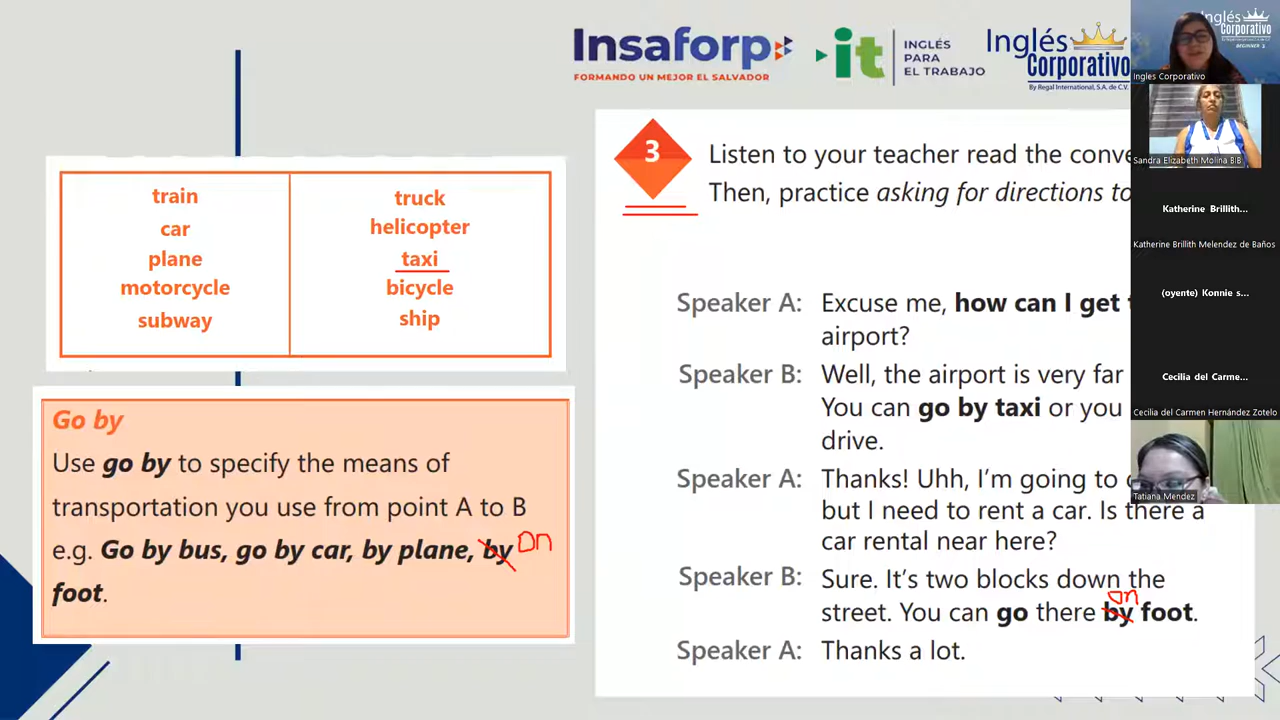 Insaforp
FORMANDO UN MEJOR EL SALVADOR
it
INGLÉS
PARA
EL TRABAJO
Inglés
Corporativo
By Regal International, S.A. de C.V.
Inglés
Corporativo
BEGINNER 2
Ingles Corporativo
Sandra Elizabeth Molina BIB
Katherine Brillith...
Katherine Brillith Melendez de Baños
(oyente) Konnie s...
Cecilia del Carme...
Cecilia del Carmen Hernández Zotelo
Tatiana Mendez
train
car
plane
motorcycle
subway
truck
helicopter
taxi
bicycle
ship
Go by
Use go by to specify the means of
transportation you use from point A to B
e.g. Go by bus, go by car, by plane, by on
foot.
3
Listen to your teacher read the conve
Then, practice asking for directions to
Speaker A: Excuse me, how can I get
airport?
Speaker B: Well, the airport is very far
You can go by taxi or you
drive.
Speaker A: Thanks! Uhh, I'm going to
but I need to rent a car. Is there a
car rental near here?
Speaker B: Sure. It's two blocks down the
on
street. You can go there by foot.
Speaker A: Thanks a lot.